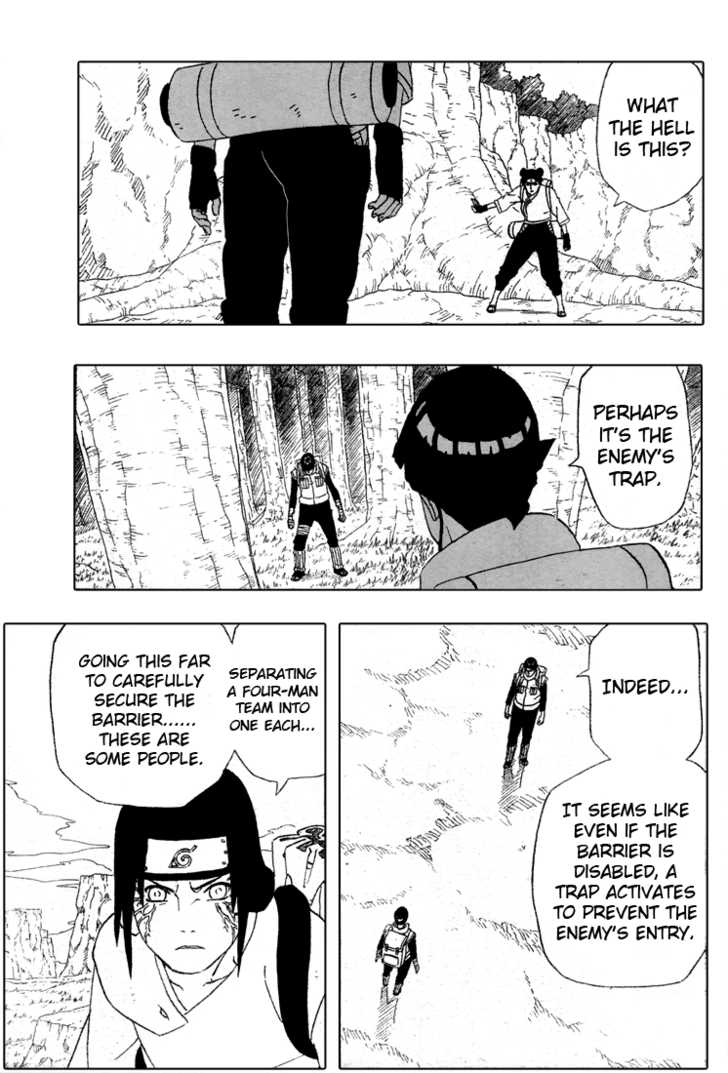 WHAT
THE HELL
IS THIS?
PERHAPS
IT'S THE
ENEMY'S
TRAP.
INDEED...
IT SEEMS LIKE
EVEN IF THE
BARRIER IS
DISABLED, A
TRAP ACTIVATES
TO PREVENT THE
ENEMY'S ENTRY.
SEPARATING
A FOUR-MAN
TEAM INTO
ONE EACH...
GOING THIS FAR
TO CAREFULLY
SECURE THE
BARRIER......
THESE ARE
SOME PEOPLE.